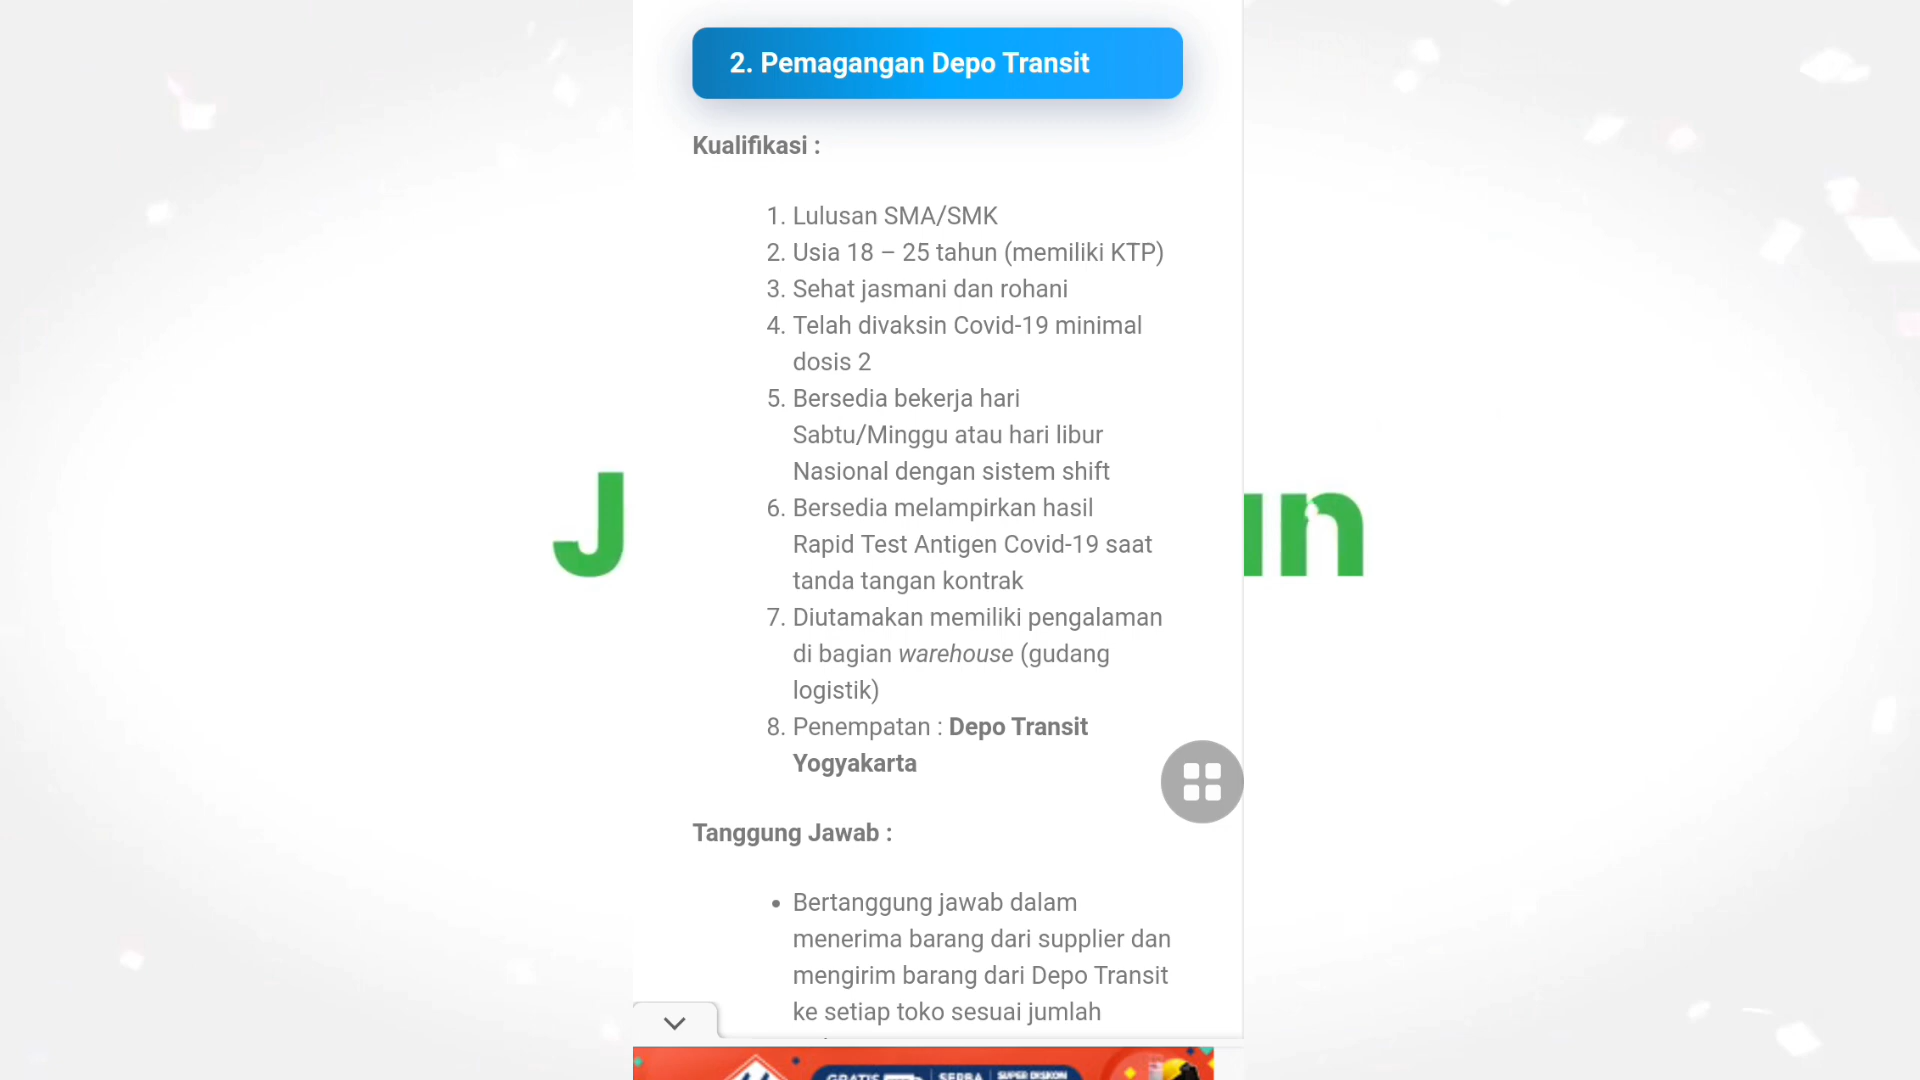 2. Pemagangan Depo Transit
Kualifikasi :
1. Lulusan SMA/SMK
2. Usia 18 – 25 tahun (memiliki KTP)
3. Sehat jasmani dan rohani
4. Telah divaksin Covid-19 minimal
dosis 2
5. Bersedia bekerja hari
Sabtu/Minggu atau hari libur
Nasional dengan sistem shift
6. Bersedia melampirkan hasil
Rapid Test Antigen Covid-19 saat
tanda tangan kontrak
7. Diutamakan memiliki pengalaman
di bagian warehouse (gudang
logistik)
8. Penempatan : Depo Transit
Yogyakarta
J
n
Tanggung Jawab :
• Bertanggung jawab dalam
menerima barang dari supplier dan
mengirim barang dari Depo Transit
ke setiap toko sesuai jumlah
GRATIS
SERBA
SUPER DISKON